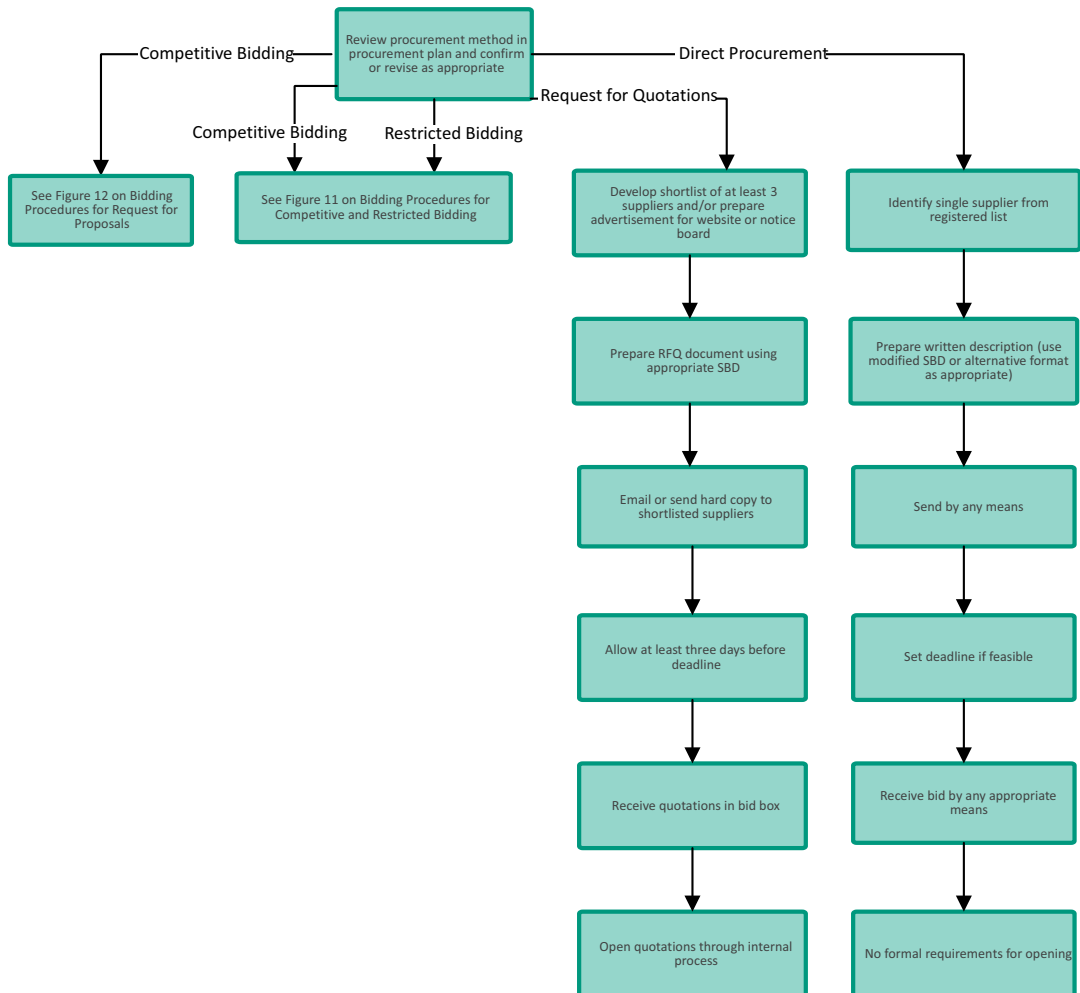 Review procurement method in
procurement plan and confirm
or revise as appropriate
Competitive Bidding
Direct Procurement
Request for Quotations
Competitive Bidding
Restricted Bidding
See Figure 12 on Bidding
Procedures for Request for
Proposals
See Figure 11 on Bidding Procedures for
Competitive and Restricted Bidding
Develop shortlist of at least 3
suppliers and/or prepare
advertisement for website or notice
board
Identify single supplier from
registered list
Prepare RFQ document using
appropriate SBD
Prepare written description (use
modified SBD or alternative format
as appropriate)
Email or send hard copy to
shortlisted suppliers
Send by any means
Allow at least three days before
deadline
Set deadline if feasible
Receive quotations in bid box
Receive bid by any appropriate
means
Open quotations through internal
process
No formal requirements for opening